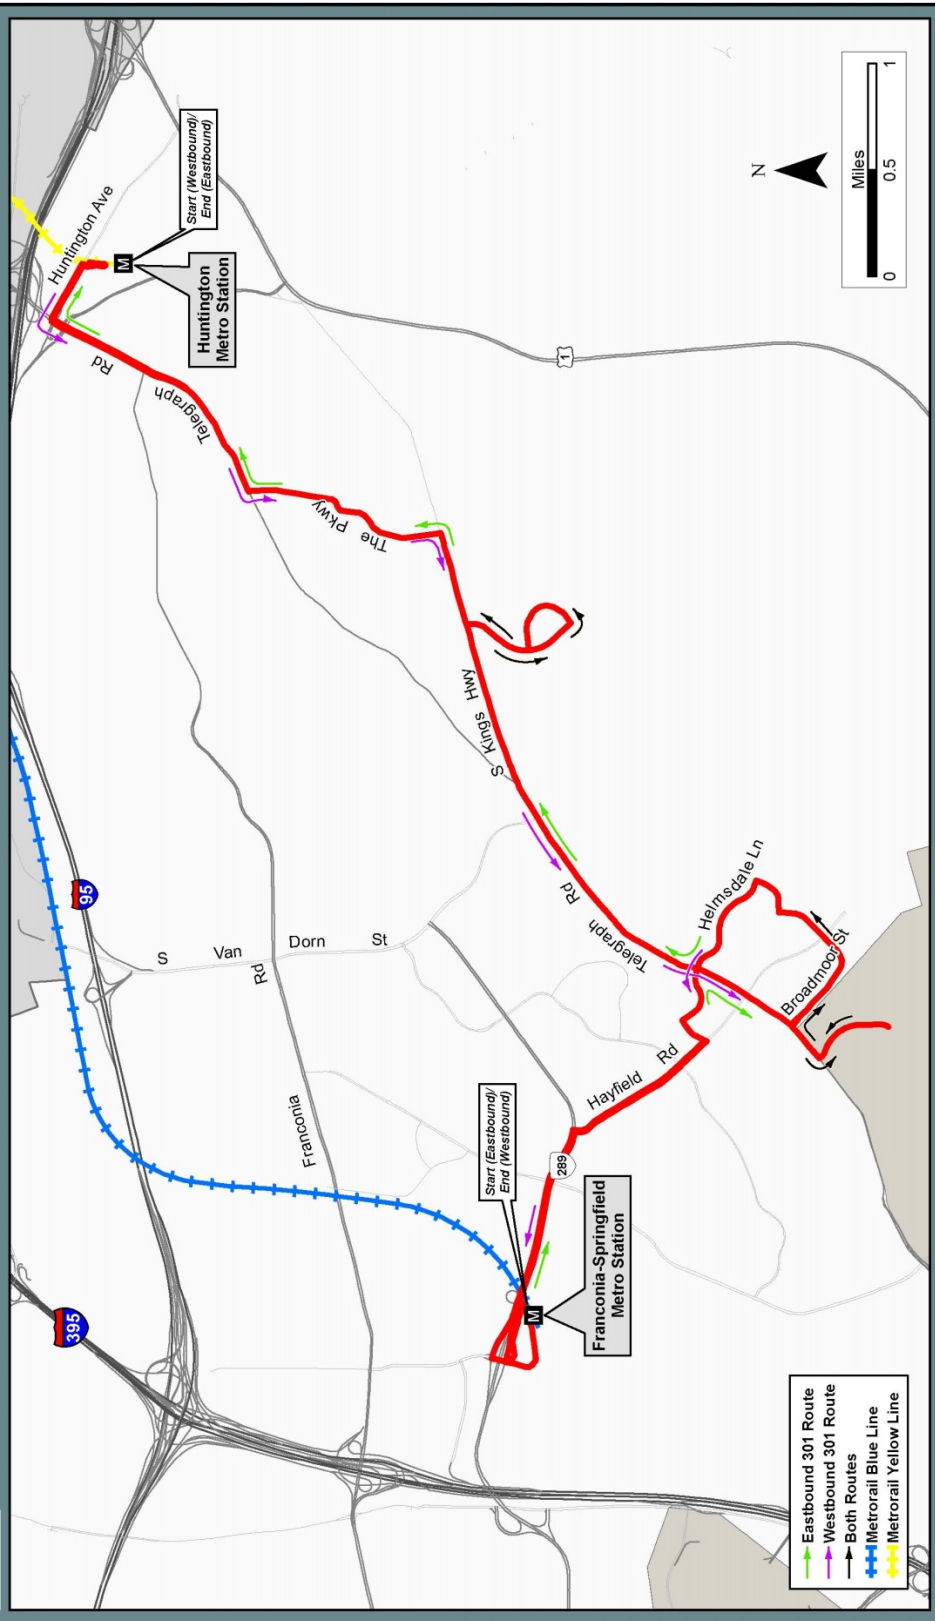 Huntington Ave
Start (Westbound)/
End (Eastbound)
Huntington
Metro Station
Telegraph Rd
The Pkwy
S Kings Hwy
1
95
395
S Van Dorn St
Franconia Rd
Telegraph Rd
Helmsdale Ln
Broadmoor St
Hayfield Rd
289
Start (Eastbound)/
End (Westbound)
M
M
Franconia-Springfield
Metro Station
N
Miles
0 0.5 1
Eastbound 301 Route
Westbound 301 Route
Both Routes
Metrorail Blue Line
Metrorail Yellow Line